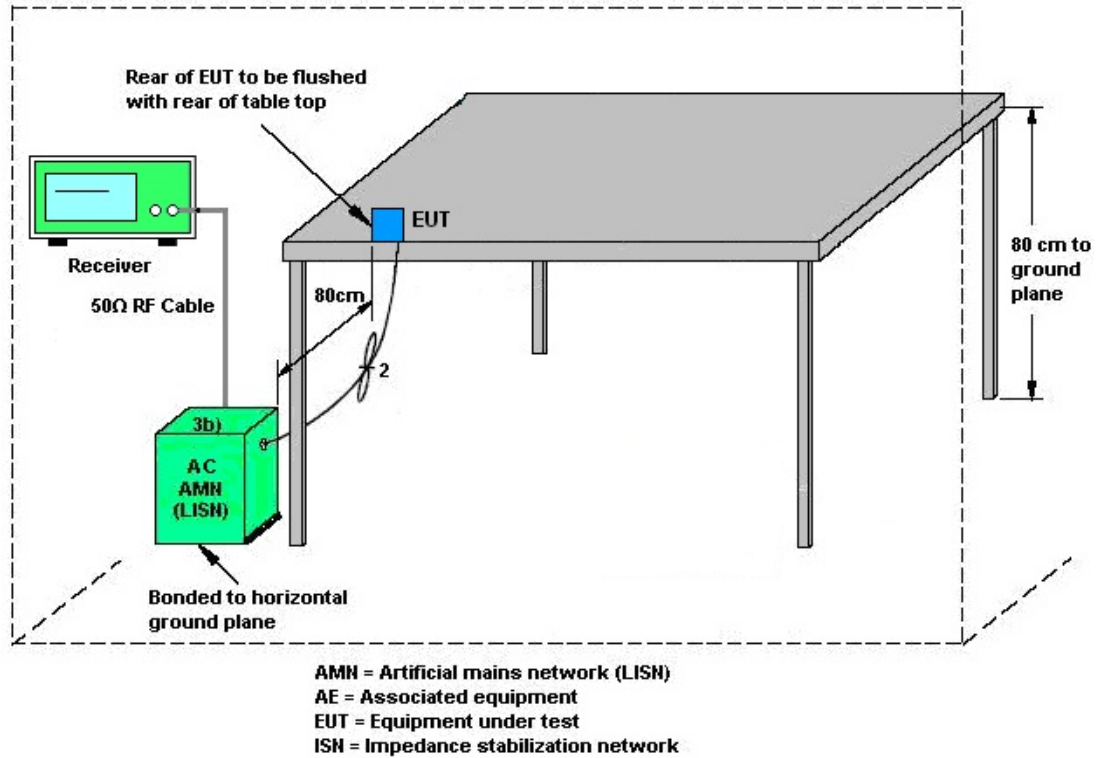 Rear of EUT to be flushed
with rear of table top
EUT
Receiver
50Ω RF Cable
80cm
2
80 cm to
ground
plane
3b)
AC
AMN
(LISN)
Bonded to horizontal
ground plane
AMN = Artificial mains network (LISN)
AE = Associated equipment
EUT = Equipment under test
ISN = Impedance stabilization network